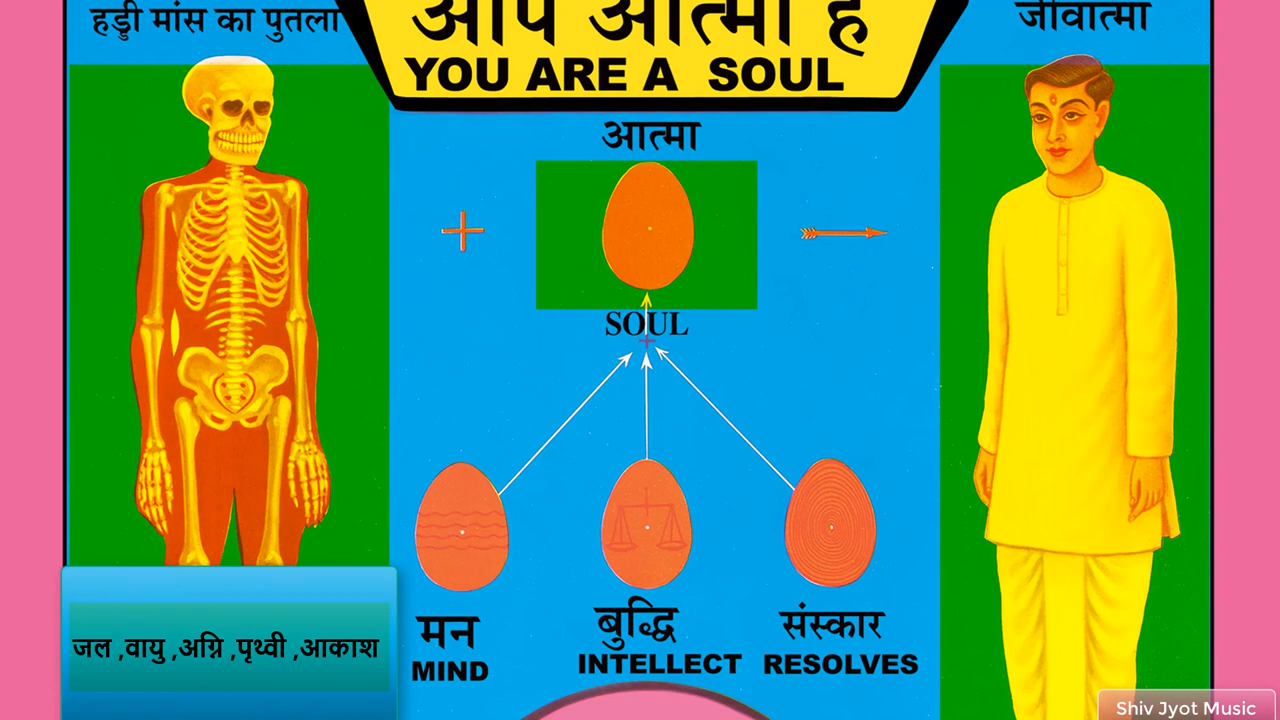 हड्डी मांस का पुतला
आप आत्मा है
जीवात्मा
YOU ARE A SOUL
आत्मा
SOUL
मन
बुद्धि
संस्कार
MIND
INTELLECT
RESOLVES
जल ,वायु ,अग्नि ,पृथ्वी ,आकाश
Shiv Jyot Music